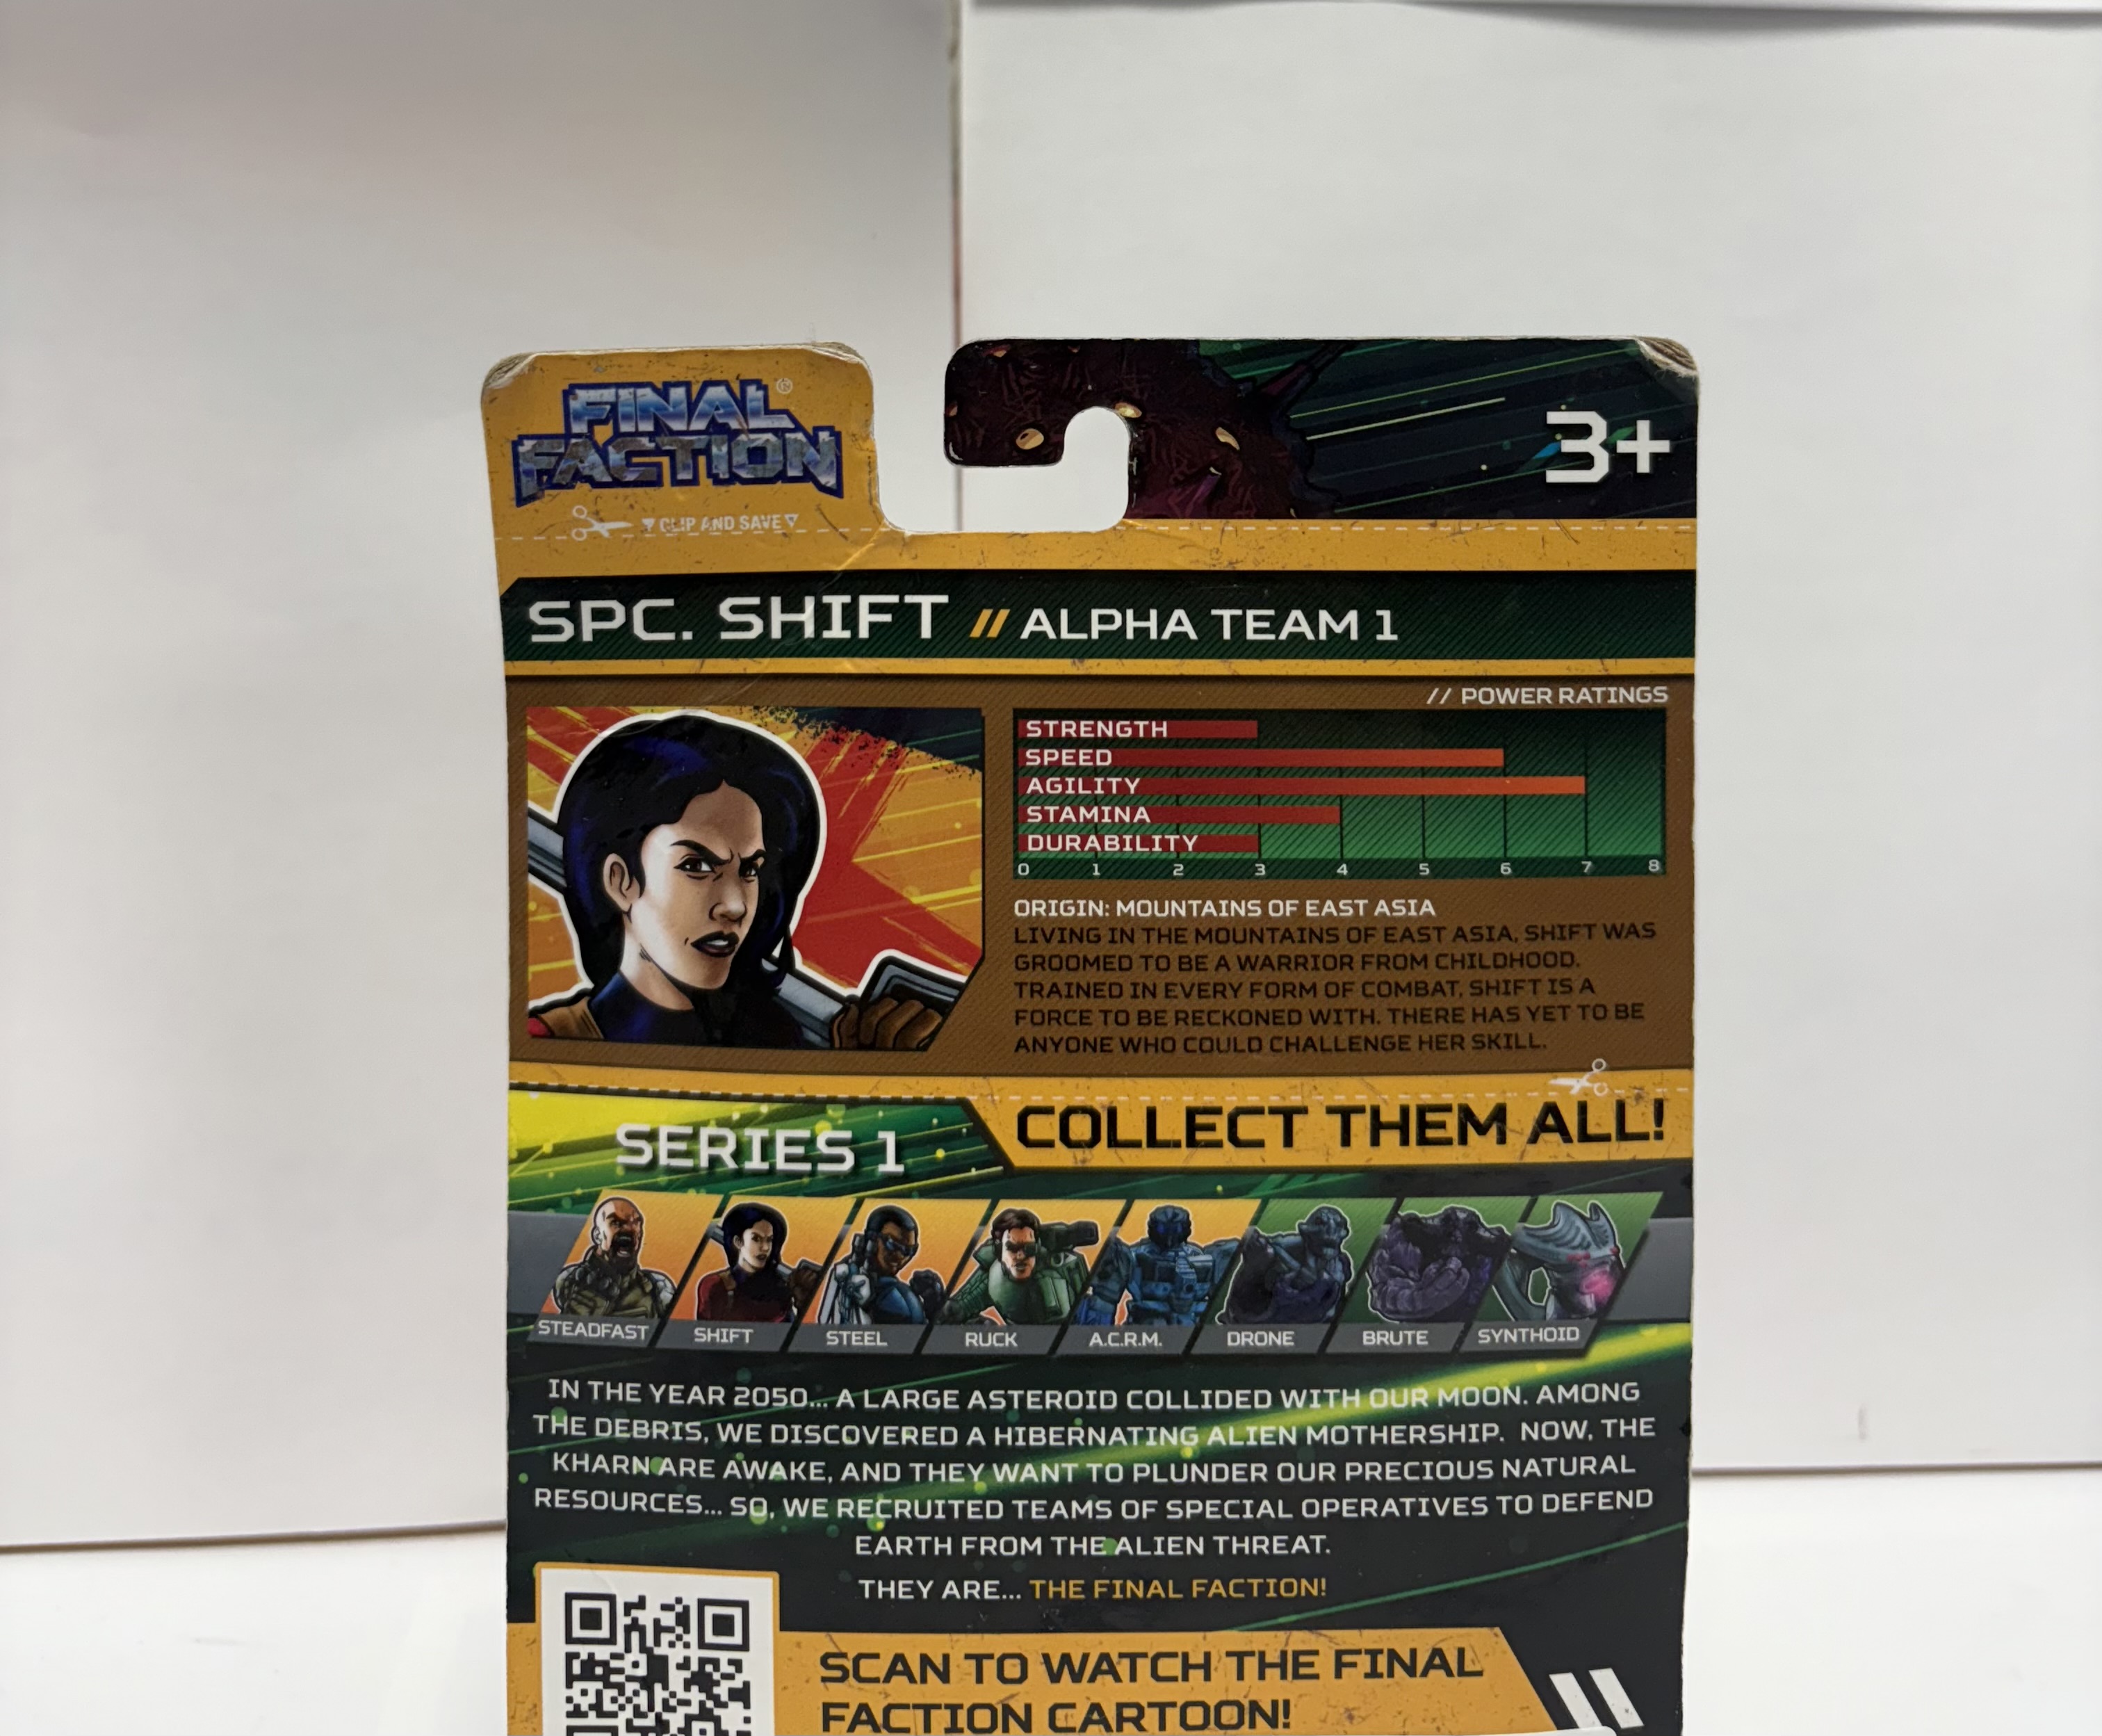 FINAL
FACTION
®
CLIP AND SAVE
3+
SPC. SHIFT // ALPHA TEAM 1
// POWER RATINGS
STRENGTH
SPEED
AGILITY
STAMINA
DURABILITY
0 1 2 3 4 5 6 7 8
ORIGIN: MOUNTAINS OF EAST ASIA
LIVING IN THE MOUNTAINS OF EAST ASIA, SHIFT WAS
GROOMED TO BE A WARRIOR FROM CHILDHOOD.
TRAINED IN EVERY FORM OF COMBAT, SHIFT IS A
FORCE TO BE RECKONED WITH. THERE HAS YET TO BE
ANYONE WHO COULD CHALLENGE HER SKILL.
SERIES 1
COLLECT THEM ALL!
STEADFAST SHIFT STEEL RUCK A.C.R.M. DRONE BRUTE SYNTHOID
IN THE YEAR 2050... A LARGE ASTEROID COLLIDED WITH OUR MOON. AMONG
THE DEBRIS, WE DISCOVERED A HIBERNATING ALIEN MOTHERSHIP. NOW, THE
KHARN ARE AWAKE, AND THEY WANT TO PLUNDER OUR PRECIOUS NATURAL
RESOURCES... SO, WE RECRUITED TEAMS OF SPECIAL OPERATIVES TO DEFEND
EARTH FROM THE ALIEN THREAT.
THEY ARE... THE FINAL FACTION!
SCAN TO WATCH THE FINAL
FACTION CARTOON!